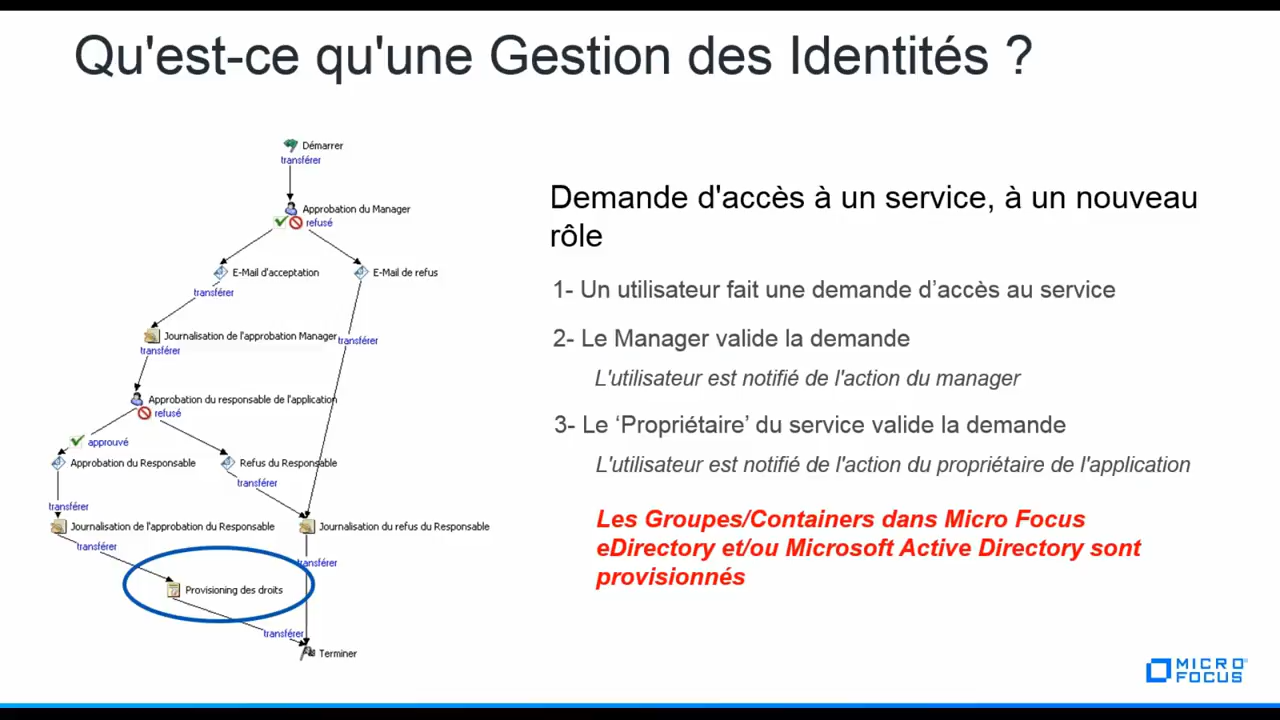 Qu'est-ce qu'une Gestion des Identités ?
Démarrer
transférer
Approbation du Manager
refusé
E-Mail d'acceptation
E-Mail de refus
transférer
Journalisation de l'approbation Manager
transférer
transférer
Approbation du responsable de l'application
refusé
approuvé
Approbation du Responsable
Refus du Responsable
transférer
transférer
Journalisation de l'approbation du Responsable
Journalisation du refus du Responsable
transférer
transférer
Provisioning des droits
transférer
Terminer
Demande d'accès à un service, à un nouveau
rôle
1- Un utilisateur fait une demande d’accès au service
2- Le Manager valide la demande
L'utilisateur est notifié de l'action du manager
3- Le ‘Propriétaire’ du service valide la demande
L'utilisateur est notifié de l'action du propriétaire de l'application
Les Groupes/Containers dans Micro Focus
eDirectory et/ou Microsoft Active Directory sont
provisionnés
MICRO
FOCUS